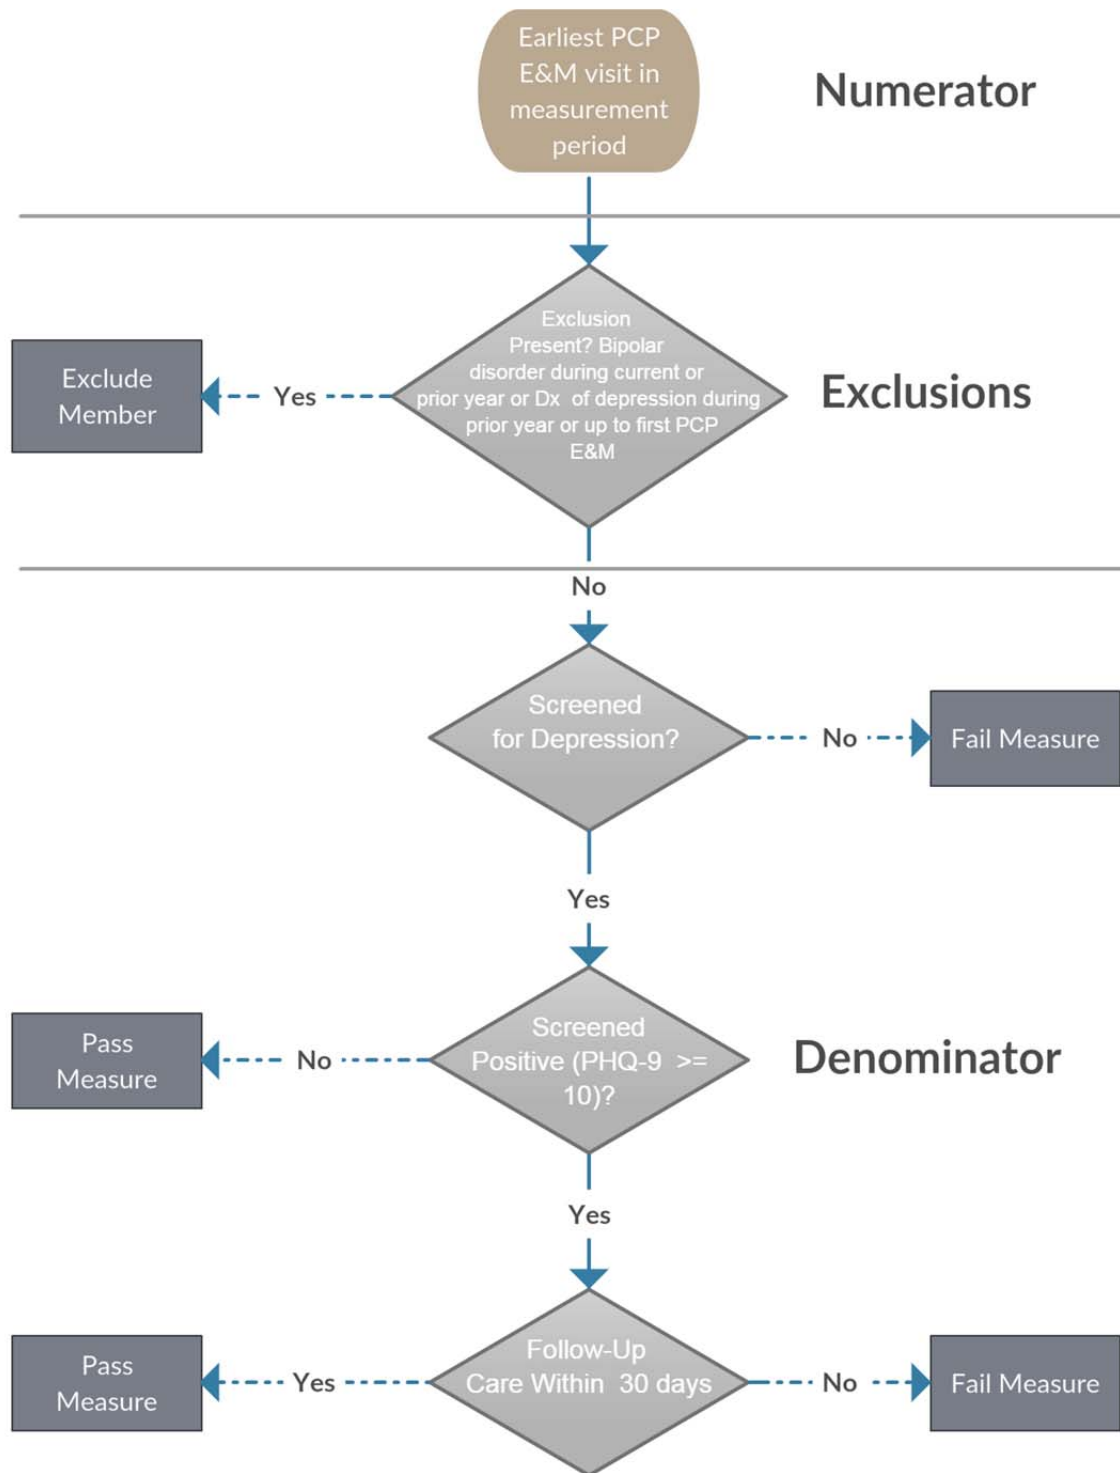 Earliest PCP
E&M visit in
measurement
period
Numerator
Exclusion
Present? Bipolar
disorder during current or
prior year or Dx of depression during
prior year or up to first PCP
E&M
Yes
Exclude
Member
Exclusions
No
Screened
for Depression?
No
Fail Measure
Yes
Screened
Positive (PHQ-9 >=
10)?
No
Pass
Measure
Denominator
Yes
Follow-Up
Care Within 30 days
Yes
Pass
Measure
No
Fail Measure